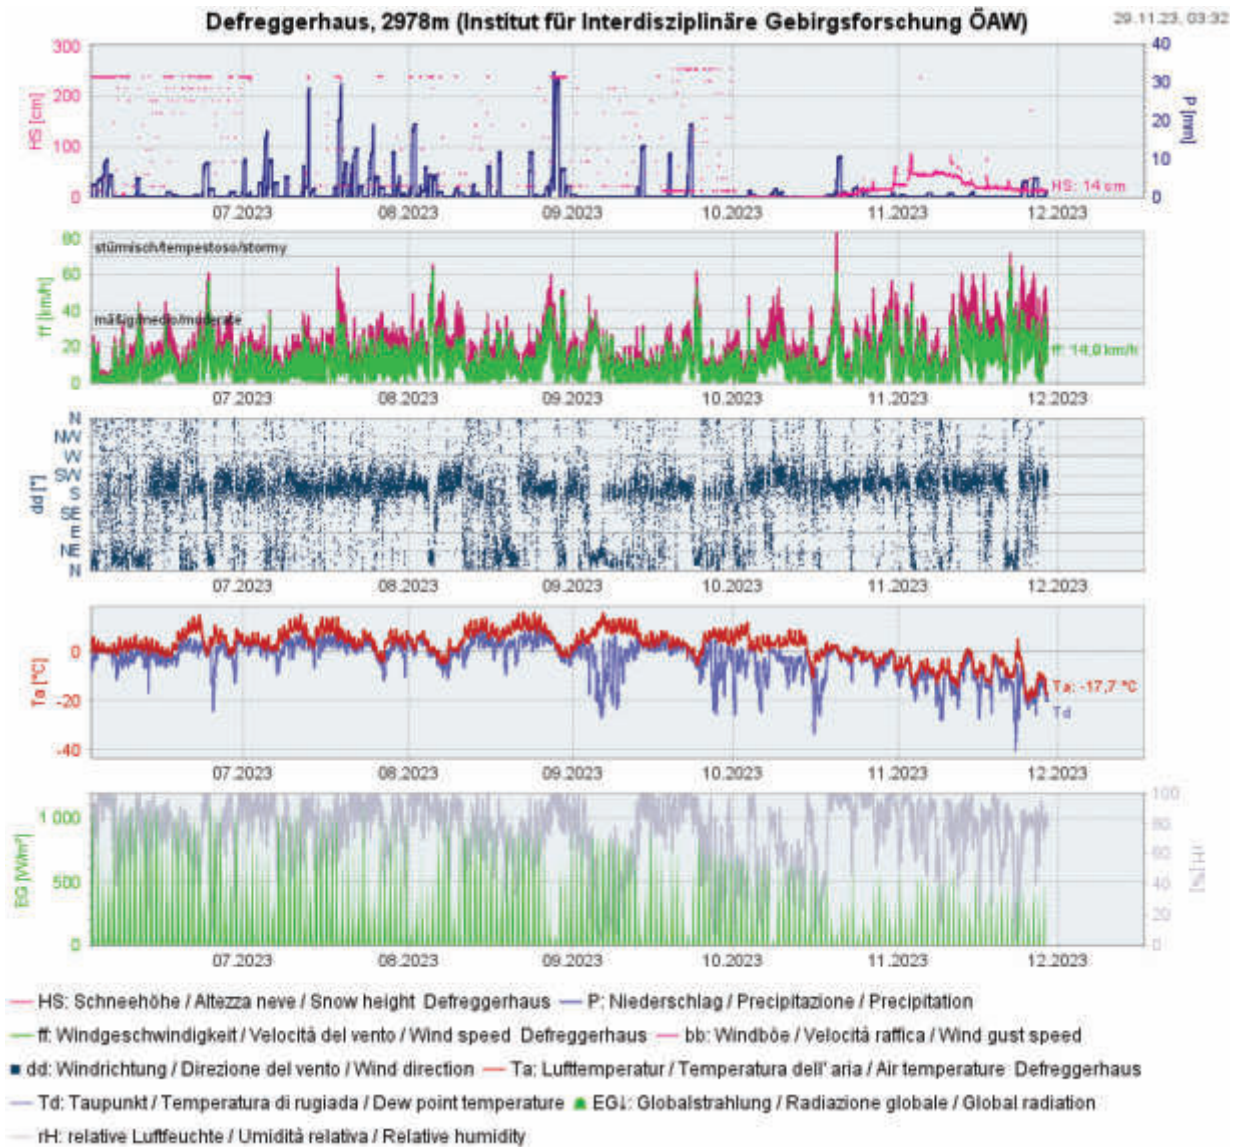 Defreggerhaus, 2978m (Institut für Interdisziplinäre Gebirgsforschung ÖAW)
29.11.23, 03:32
300
200
100
0
HS [cm]
40
30
20
10
0
P [mm]
HS: 14 cm
07.2023 08.2023 09.2023 10.2023 11.2023 12.2023
80
60
40
20
0
ff [km/h]
stürmisch/tempestoso/stormy
mäßig/medio/moderate
ff: 14,0 km/h
07.2023 08.2023 09.2023 10.2023 11.2023 12.2023
N
NW
W
SW
S
SE
E
NE
N
dd [°]
07.2023 08.2023 09.2023 10.2023 11.2023 12.2023
0
-20
-40
Ta [°C]
Ta: -17,7 °C
Td
07.2023 08.2023 09.2023 10.2023 11.2023 12.2023
1 000
500
0
EG [W/m²]
100
80
60
40
20
0
rH [%]
07.2023 08.2023 09.2023 10.2023 11.2023 12.2023
HS: Schneehöhe / Altezza neve / Snow height Defreggerhaus P: Niederschlag / Precipitazione / Precipitation
ff: Windgeschwindigkeit / Velocitá del vento / Wind speed Defreggerhaus bb: Windböe / Velocitá raffica / Wind gust speed
dd: Windrichtung / Direzione del vento / Wind direction Ta: Lufttemperatur / Temperatura dell' aria / Air temperature Defreggerhaus
Td: Taupunkt / Temperatura di rugiada / Dew point temperature EG↓: Globalstrahlung / Radiazione globale / Global radiation
rH: relative Luftfeuchte / Umiditá relativa / Relative humidity